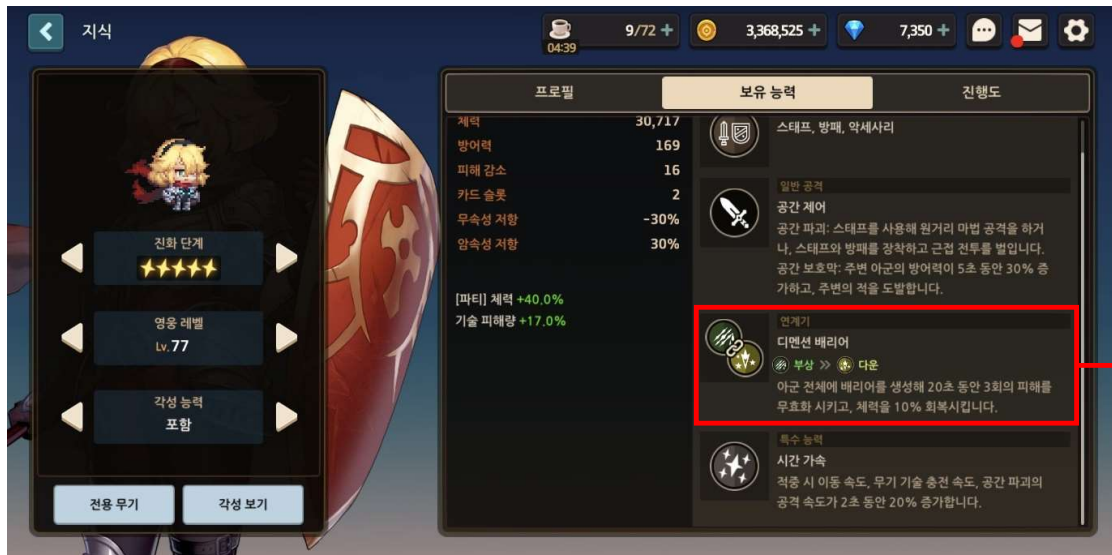 지식
04:39
9/72 +
3,368,525 +
7,350 +
진화 단계
영웅 레벨
Lv.77
각성 능력
포함
전용 무기
각성 보기
프로필
보유 능력
진행도
체력 30,717
방어력 169
피해 감소 16
카드 슬롯 2
무속성 저항 -30%
암속성 저항 30%
[파티] 체력 +40.0%
기술 피해량 +17.0%
스태프, 방패, 악세사리
일반 공격
공간 제어
공간 파괴: 스태프를 사용해 원거리 마법 공격을 하거
나, 스태프와 방패를 장착하고 근접 전투를 벌입니다.
공간 보호막: 주변 아군의 방어력이 5초 동안 30% 증
가하고, 주변의 적을 도발합니다.
연계기
디멘션 배리어
부상 >> 다운
아군 전체에 배리어를 생성해 20초 동안 3회의 피해를
무효화 시키고, 체력을 10% 회복시킵니다.
특수 능력
시간 가속
적중 시 이동 속도, 무기 기술 충전 속도, 공간 파괴의
공격 속도가 2초 동안 20% 증가합니다.